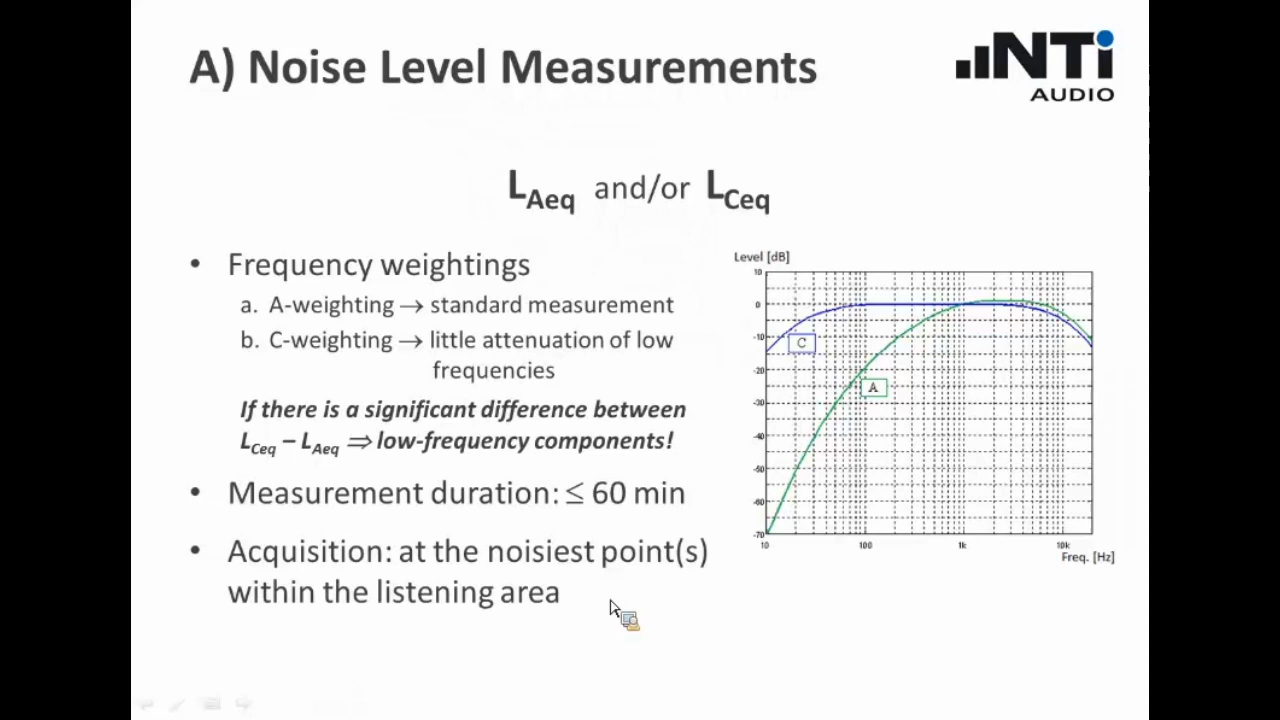 A) Noise Level Measurements
NTi
AUDIO
LAeq and/or LCeq
• Frequency weightings
a. A-weighting → standard measurement
b. C-weighting → little attenuation of low
frequencies
If there is a significant difference between
LCeq – LAeq ⇒ low-frequency components!
• Measurement duration: ≤ 60 min
• Acquisition: at the noisiest point(s)
within the listening area
Level [dB]
10
0
-10
-20
-30
-40
-50
-60
-70
C
A
10 100 1k 10k
Freq. [Hz]